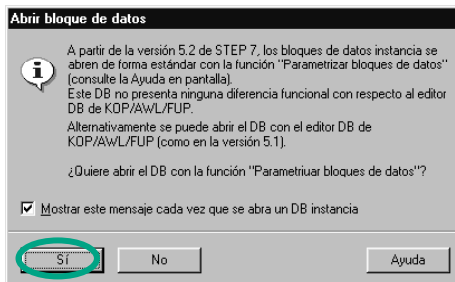 Abrir bloque de datos
A partir de la versión 5.2 de STEP 7, los bloques de datos instancia se
abren de forma estándar con la función "Parametrizar bloques de datos"
(consulte la Ayuda en pantalla).
Este DB no presenta ninguna diferencia funcional con respecto al editor
DB de KOP/AWL/FUP.
Alternativamente se puede abrir el DB con el editor DB de
KOP/AWL/FUP (como en la versión 5.1).
¿Quiere abrir el DB con la función "Parametriuar bloques de datos"?
Mostrar este mensaje cada vez que se abra un DB instancia
Sí No Ayuda